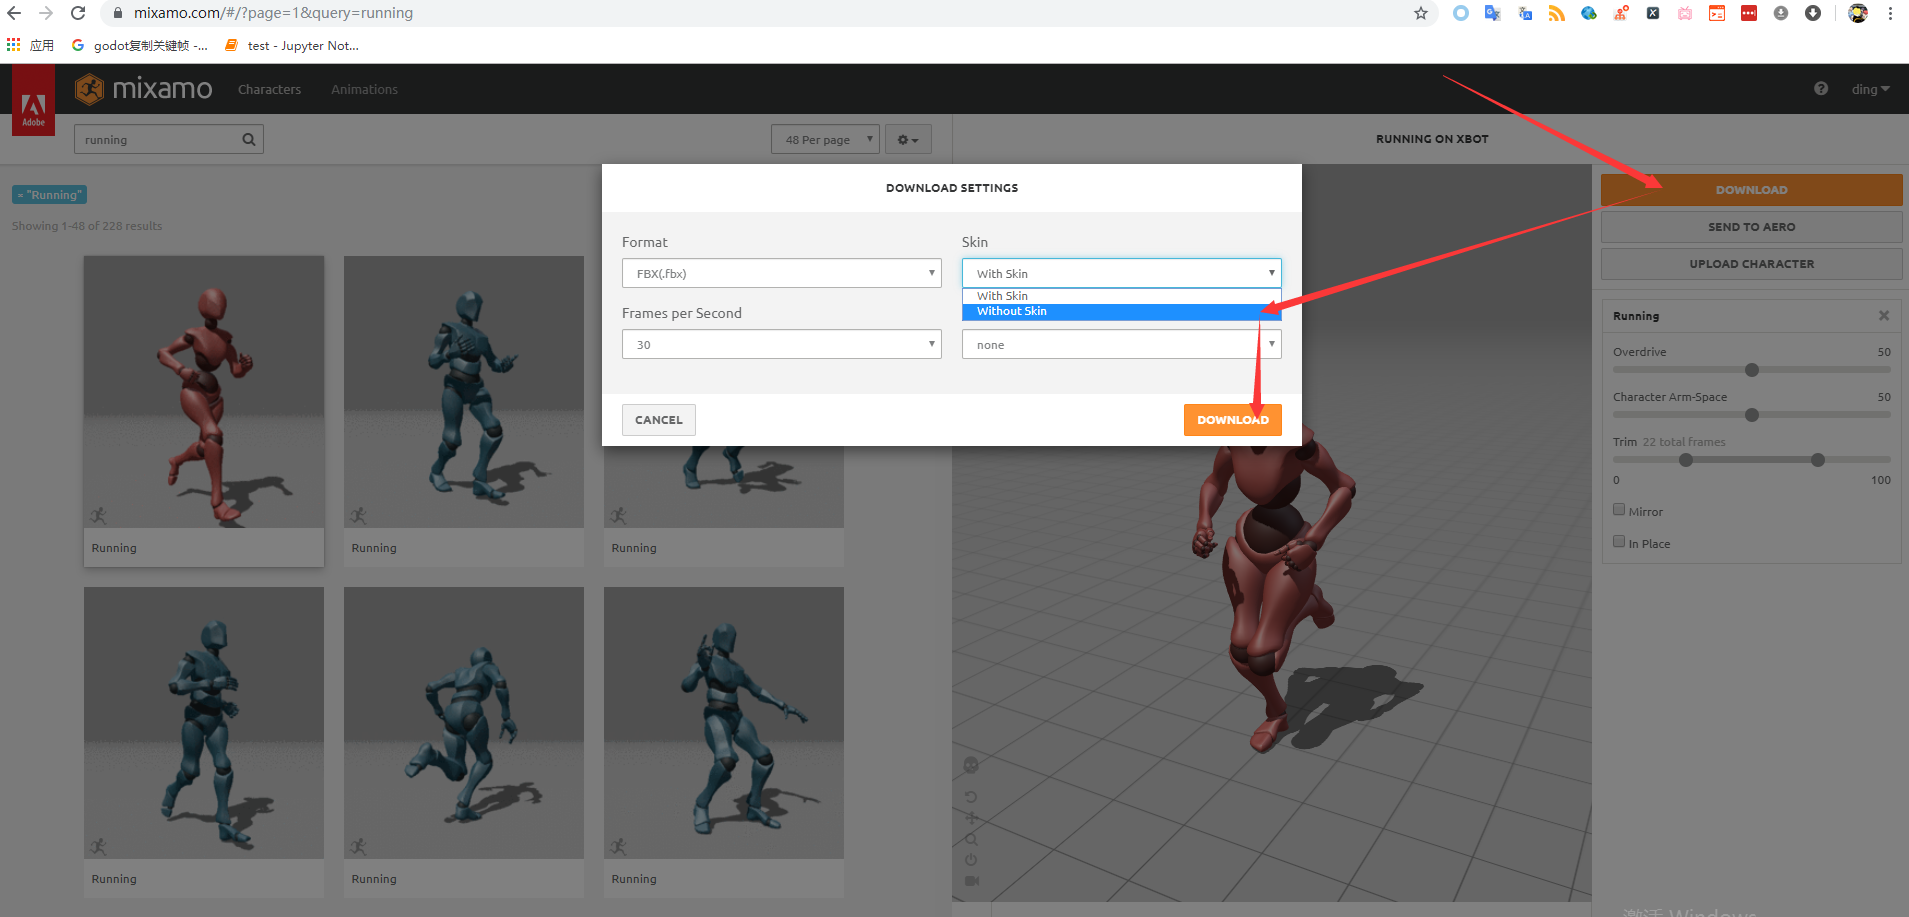 mixamo.com/#/?page=1&query=running
应用
godot复制关键帧 -...
test - Jupyter Not...
Adobe
mixamo
Characters
Animations
ding
running
48 Per page
RUNNING ON XBOT
× "Running"
Showing 1-48 of 228 results
DOWNLOAD SETTINGS
Format
Skin
FBX(.fbx)
With Skin
With Skin
Without Skin
Frames per Second
30
none
CANCEL
DOWNLOAD
DOWNLOAD
SEND TO AERO
UPLOAD CHARACTER
Running
Overdrive
50
Character Arm-Space
50
Trim 22 total frames
0
100
Mirror
In Place
Running
Running
Running
Running
Running
Running
激活 Windows